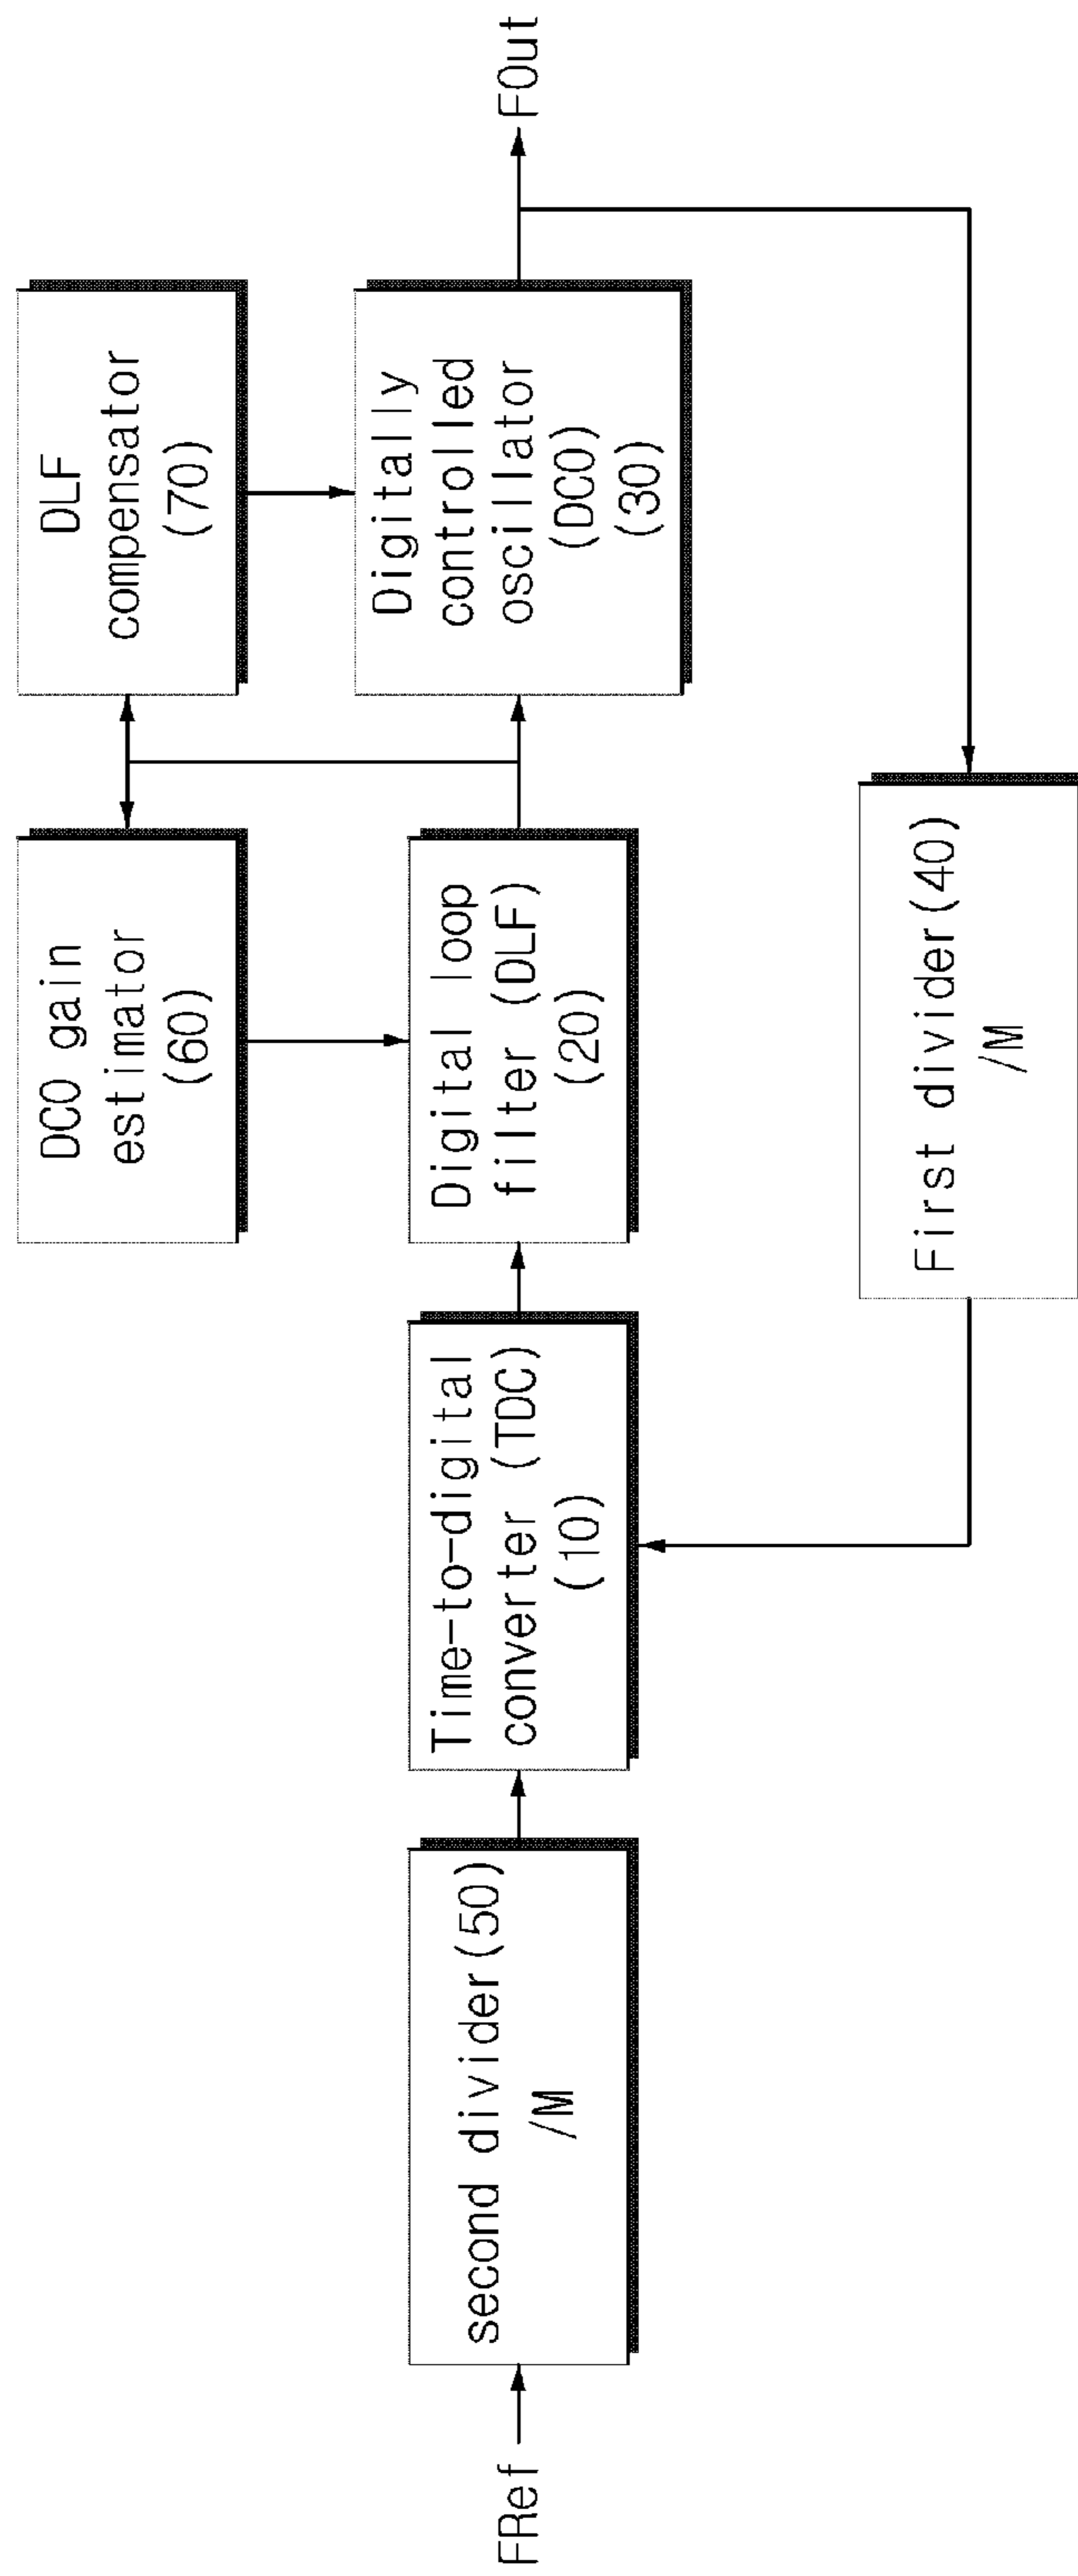 DCO gain
estimator
(60)
DLF
compensator
(70)
FRef
second divider(50)
/M
Time-to-digital
converter (TDC)
(10)
Digital loop
filter (DLF)
(20)
Digitally
controlled
oscillator
(DCO)
(30)
FOut
First divider(40)
/M